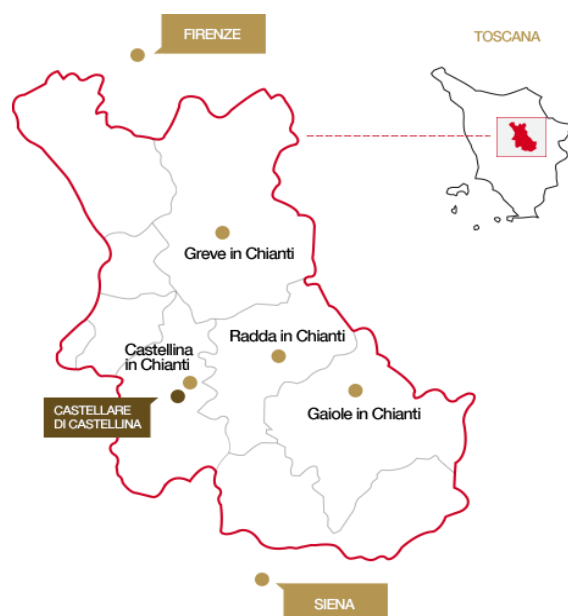 FIRENZE
TOSCANA
Greve in Chianti
Radda in Chianti
Castellina
in Chianti
CASTELLARE
DI CASTELLINA
Gaiole in Chianti
SIENA